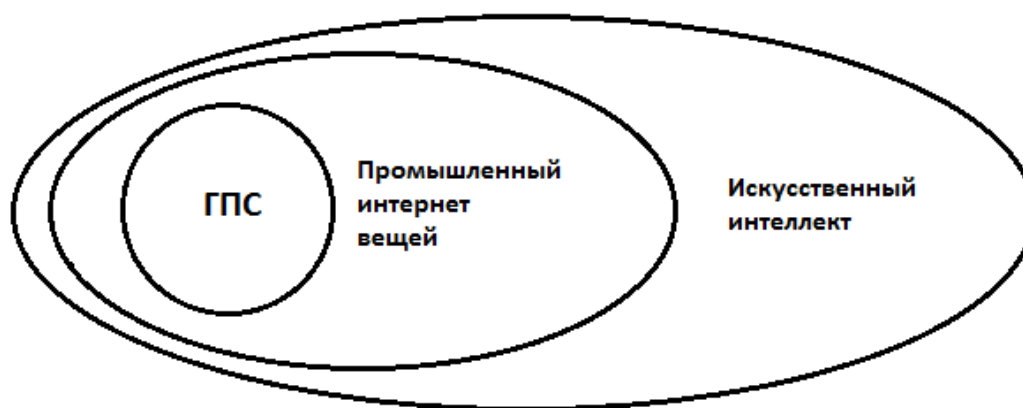 ГПС
Промышленный
интернет
вещей
Искусственный
интеллект